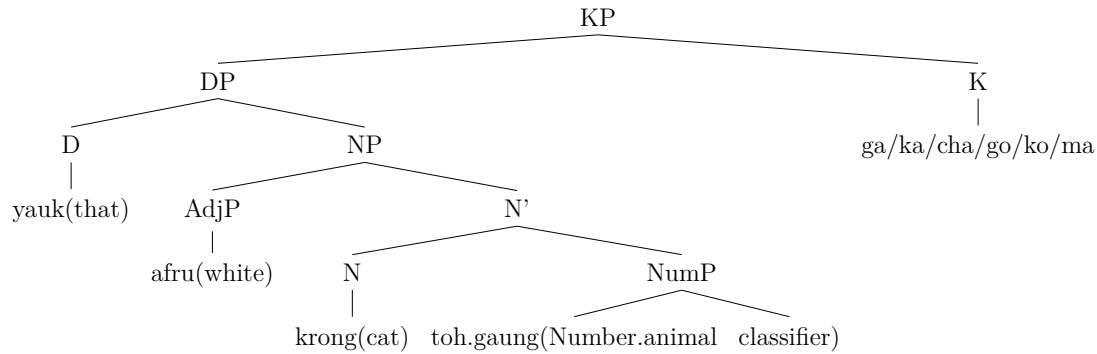 KP
DP K
D NP ga/ka/cha/go/ko/ma
yauk(that) AdjP N'
afru(white) N NumP
krong(cat) toh.gaung(Number.animal classifier)